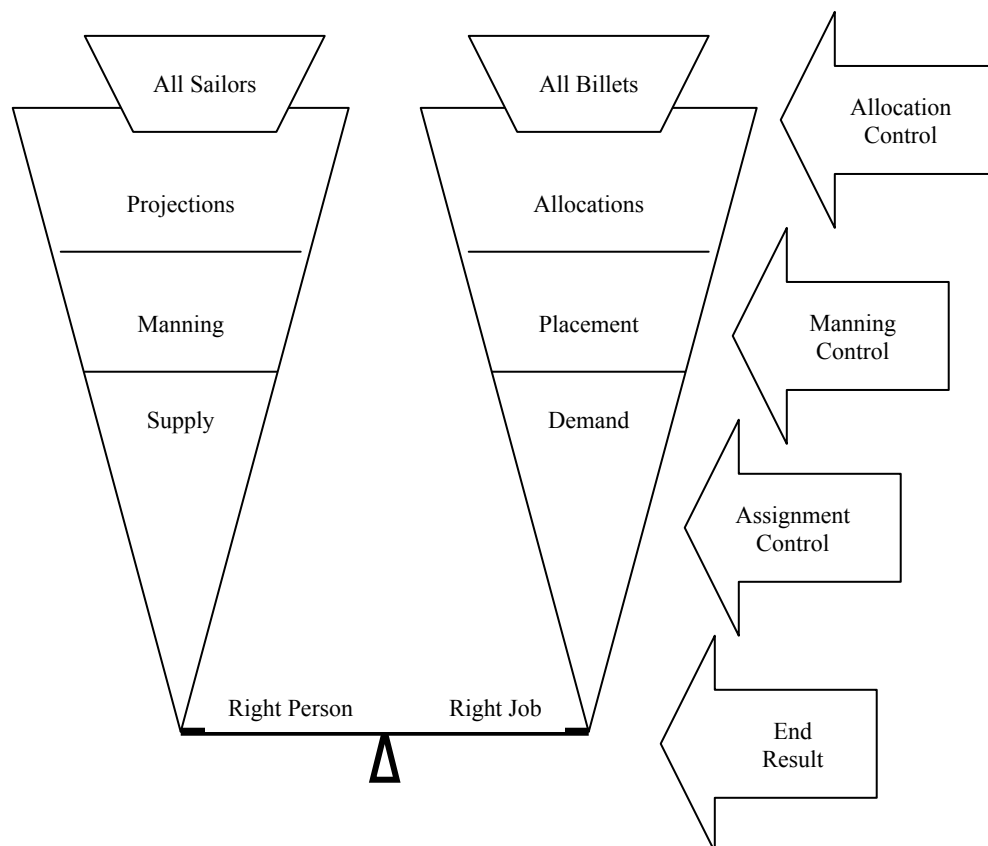 All Sailors
All Billets
Allocation
Control
Projections
Allocations
Manning
Placement
Manning
Control
Supply
Demand
Assignment
Control
Right Person
Right Job
End
Result